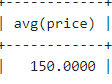 +------------+
| avg(price) |
+------------+
|   150.0000